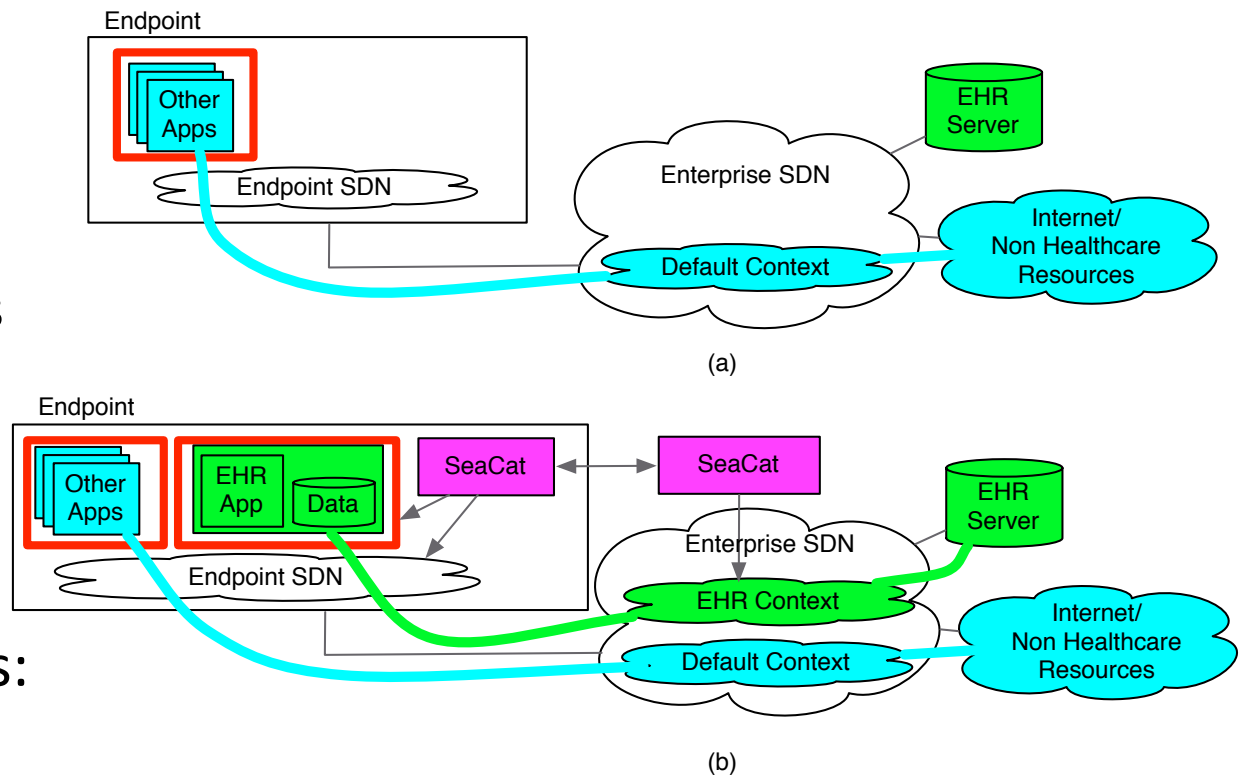 Endpoint
Other
Apps
Endpoint SDN
Enterprise SDN
Default Context
EHR
Server
Internet/
Non Healthcare
Resources
s
(a)
Endpoint
Other
Apps
EHR
App
Data
SeaCat
SeaCat
Endpoint SDN
Enterprise SDN
EHR Context
Default Context
EHR
Server
Internet/
Non Healthcare
Resources
s:
(b)